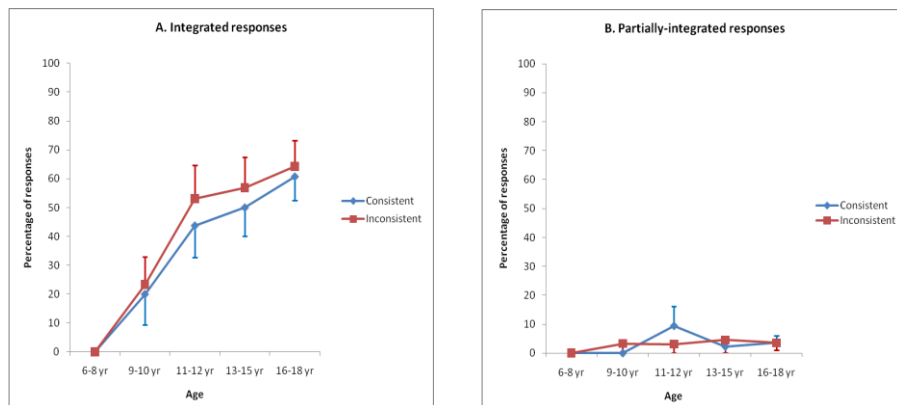 A. Integrated responses
Percentage of responses
100
90
80
70
60
50
40
30
20
10
0
6-8 yr 9-10 yr 11-12 yr 13-15 yr 16-18 yr
Age
Consistent
Inconsistent
B. Partially-integrated responses
Percentage of responses
100
90
80
70
60
50
40
30
20
10
0
6-8 yr 9-10 yr 11-12 yr 13-15 yr 16-18 yr
Age
Consistent
Inconsistent